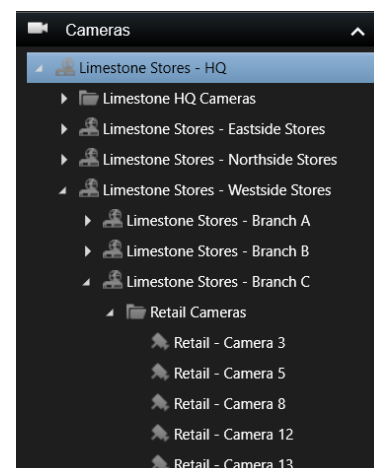 Cameras
Limestone Stores - HQ
Limestone HQ Cameras
Limestone Stores - Eastside Stores
Limestone Stores - Northside Stores
Limestone Stores - Westside Stores
Limestone Stores - Branch A
Limestone Stores - Branch B
Limestone Stores - Branch C
Retail Cameras
Retail - Camera 3
Retail - Camera 5
Retail - Camera 8
Retail - Camera 12
Retail - Camera 13